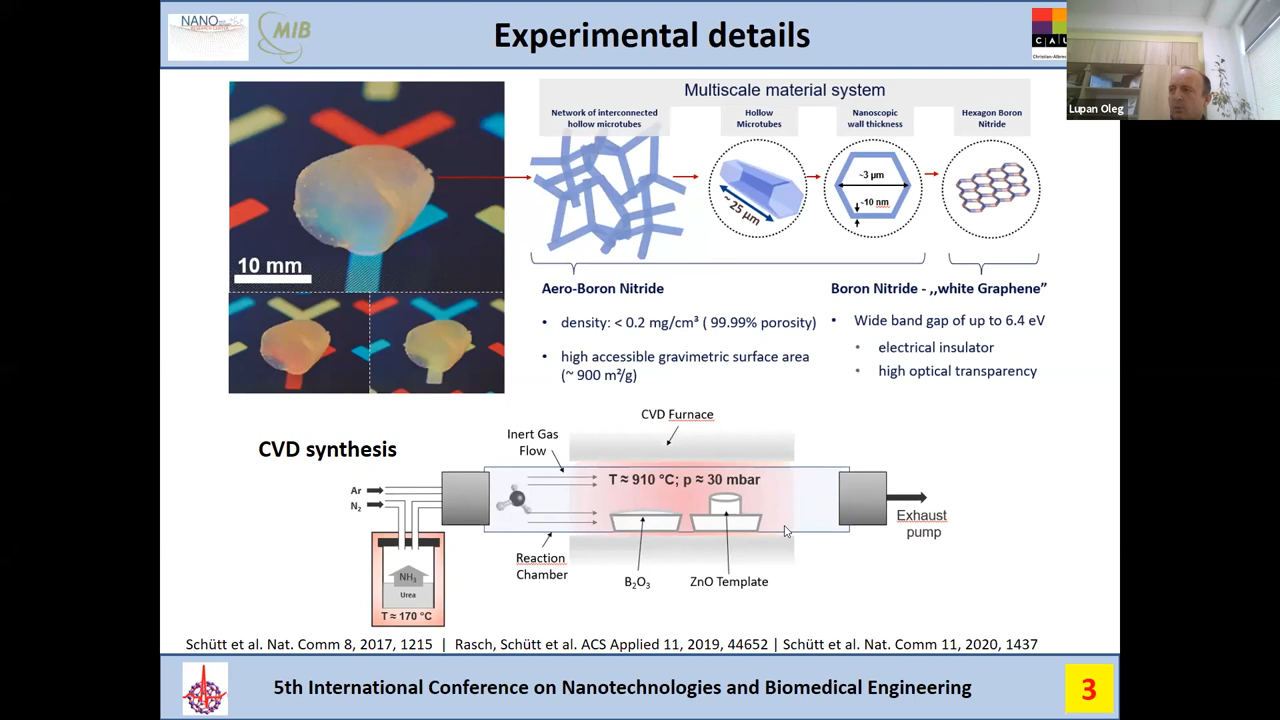 NANO
MIB
Experimental details
CAU
Christian-Albrec
Lupan Oleg
10 mm
Multiscale material system
Network of interconnected
hollow microtubes
Hollow
Microtubes
Nanoscopic
wall thickness
Hexagon Boron
Nitride
~ 25 µm
~3 µm
~10 nm
Aero-Boron Nitride
• density: < 0.2 mg/cm³ ( 99.99% porosity)
• high accessible gravimetric surface area
(~ 900 m²/g)
Boron Nitride - ,,white Graphene”
• Wide band gap of up to 6.4 eV
• electrical insulator
• high optical transparency
CVD synthesis
CVD Furnace
Inert Gas
Flow
T ≈ 910 °C; p ≈ 30 mbar
Ar
N₂
Exhaust
pump
Reaction
Chamber
B₂O₃
ZnO Template
NH₃
Urea
T ≈ 170 °C
Schütt et al. Nat. Comm 8, 2017, 1215 | Rasch, Schütt et al. ACS Applied 11, 2019, 44652 | Schütt et al. Nat. Comm 11, 2020, 1437
5th International Conference on Nanotechnologies and Biomedical Engineering
3